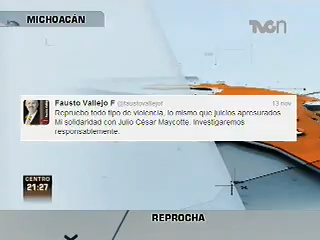 MICHOACÁN
TVCn
Fausto Vallejo F @faustovallejof 13 nov
Repruebo todo tipo de violencia, lo mismo que juicios apresurados
Mi solidaridad con Julio César Maycotte. Investigaremos
responsablemente.
CENTRO
21:27
REPROCHA